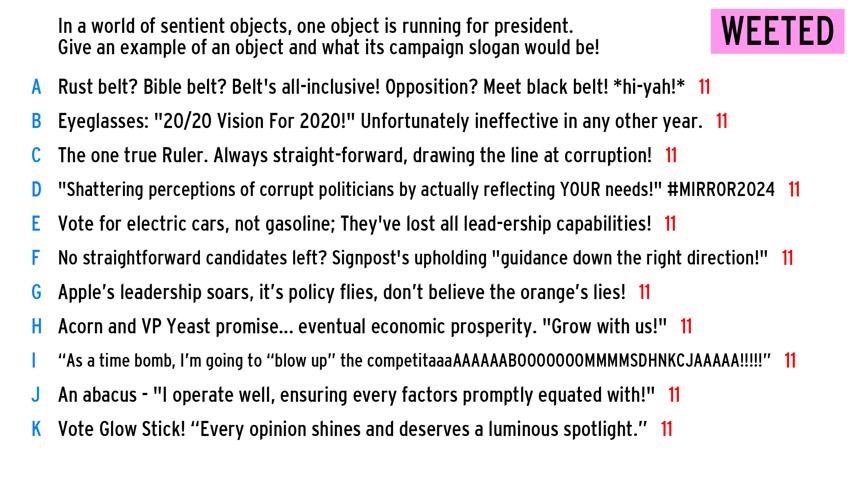 In a world of sentient objects, one object is running for president.
Give an example of an object and what its campaign slogan would be!
WEETED
A Rust belt? Bible belt? Belt's all-inclusive! Opposition? Meet black belt! *hi-yah!* 11
B Eyeglasses: "20/20 Vision For 2020!" Unfortunately ineffective in any other year. 11
C The one true Ruler. Always straight-forward, drawing the line at corruption! 11
D "Shattering perceptions of corrupt politicians by actually reflecting YOUR needs!" #MIRROR2024 11
E Vote for electric cars, not gasoline; They've lost all lead-ership capabilities! 11
F No straightforward candidates left? Signpost's upholding "guidance down the right direction!" 11
G Apple’s leadership soars, it’s policy flies, don’t believe the orange’s lies! 11
H Acorn and VP Yeast promise... eventual economic prosperity. "Grow with us!" 11
I “As a time bomb, I’m going to “blow up” the competitaaaAAAAAABOOOOOOOMMMMSDHNKCJAAAAA!!!!!” 11
J An abacus - "I operate well, ensuring every factors promptly equated with!" 11
K Vote Glow Stick! “Every opinion shines and deserves a luminous spotlight.” 11